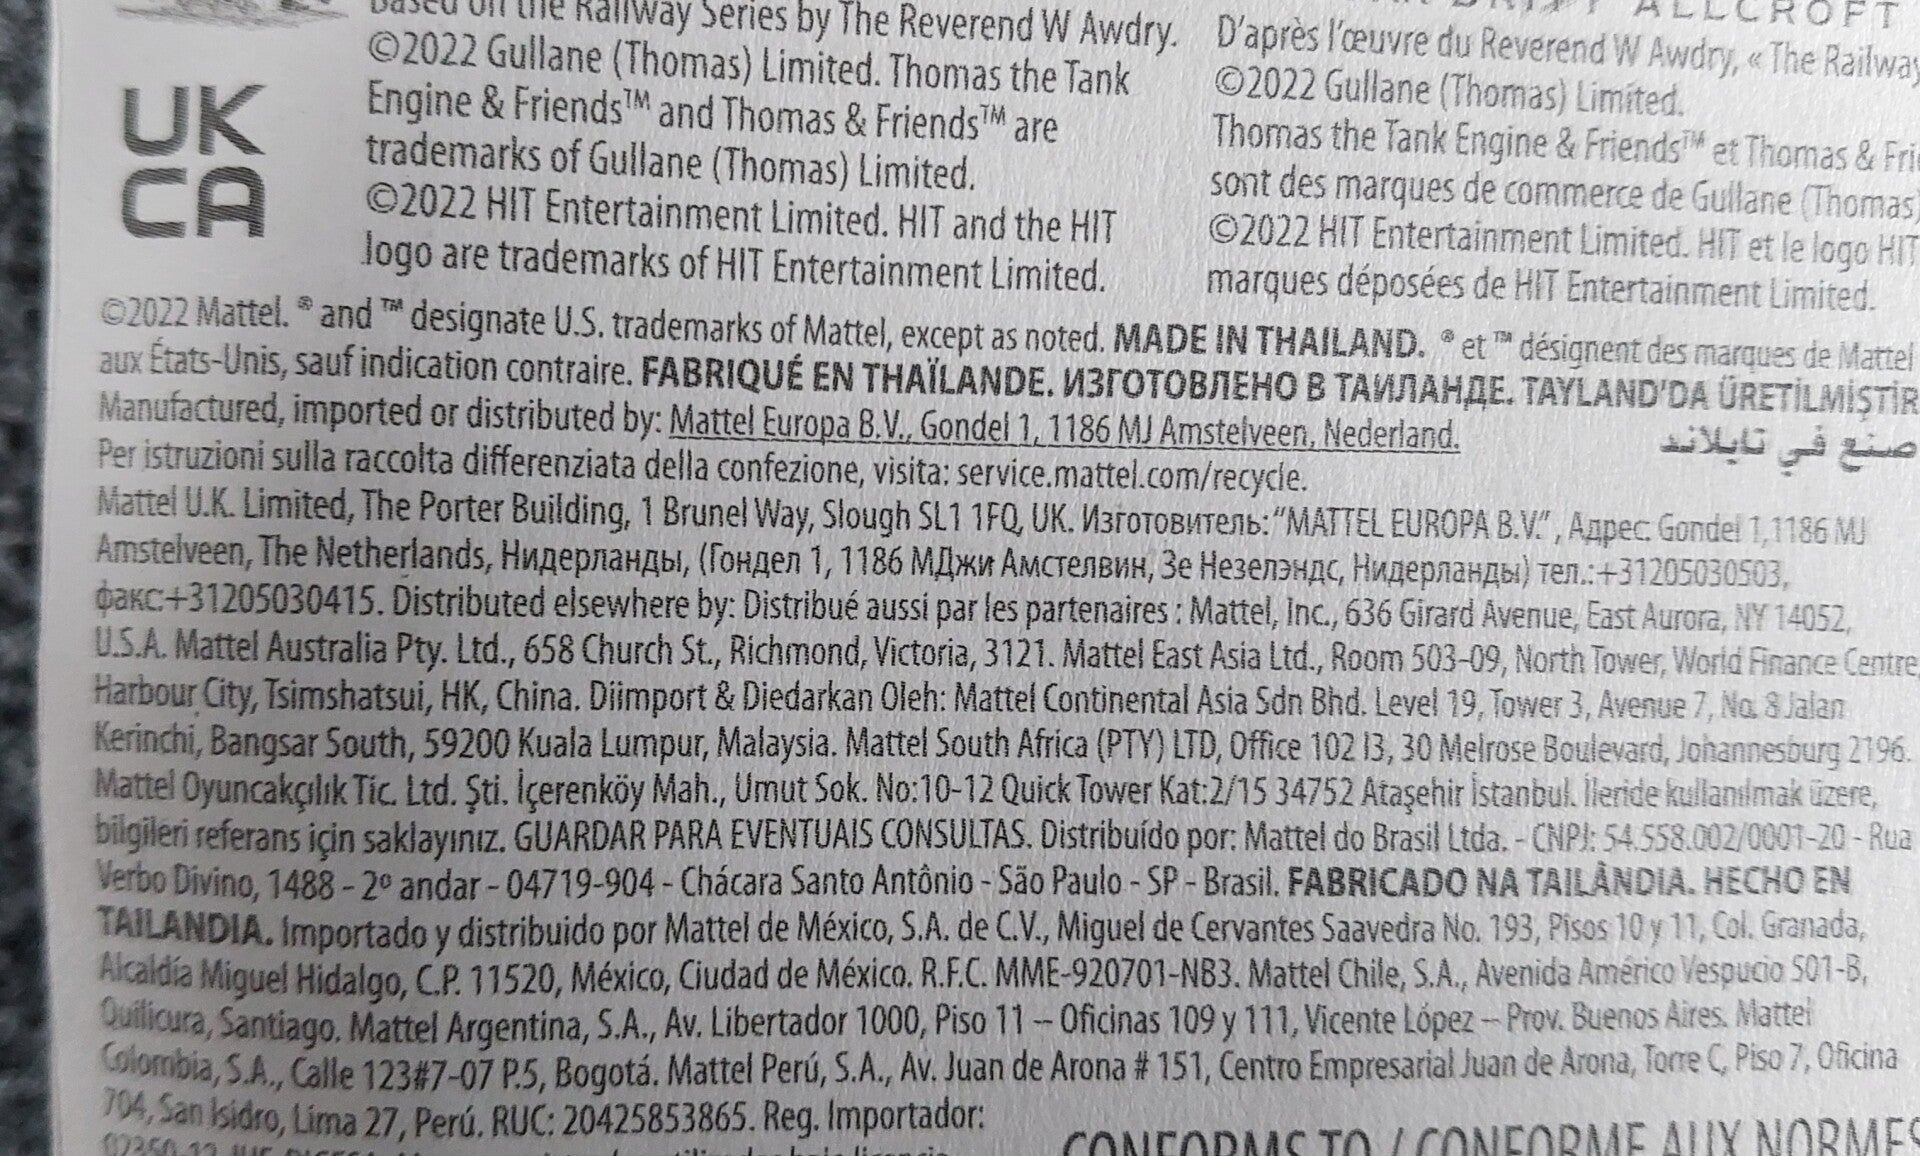 Based on the Railway Series by The Reverend W Awdry.
©2022 Gullane (Thomas) Limited. Thomas the Tank
Engine & Friends™ and Thomas & Friends™ are
trademarks of Gullane (Thomas) Limited.
©2022 HIT Entertainment Limited. HIT and the HIT
logo are trademarks of HIT Entertainment Limited.
ALLCROFT
D'après l'œuvre du Reverend W Awdry, « The Railway
©2022 Gullane (Thomas) Limited.
Thomas the Tank Engine & Friends™ et Thomas & Fri
sont des marques de commerce de Gullane (Thomas)
©2022 HIT Entertainment Limited. HIT et le logo HIT
marques déposées de HIT Entertainment Limited.
UK
CA
©2022 Mattel. ® and ™ designate U.S. trademarks of Mattel, except as noted. MADE IN THAILAND. ® et ™ désignent des marques de Mattel
aux États-Unis, sauf indication contraire. FABRIQUÉ EN THAÏLANDE. ИЗГОТОВЛЕНО В ТАИЛАНДЕ. TAYLAND'DA ÜRETİLMİŞTİR
Manufactured, imported or distributed by: Mattel Europa B.V., Gondel 1, 1186 MJ Amstelveen, Nederland. صنع في تايلاند
Per istruzioni sulla raccolta differenziata della confezione, visita: service.mattel.com/recycle.
Mattel U.K. Limited, The Porter Building, 1 Brunel Way, Slough SL1 1FQ, UK. Изготовитель: "MATTEL EUROPA B.V." , Адрес: Gondel 1, 1186 MJ
Amstelveen, The Netherlands, Нидерланды, (Гондел 1, 1186 МДжи Амстелвин, Зе Незелэндс, Нидерланды) тел.:+31205030503,
факс:+31205030415. Distributed elsewhere by: Distribué aussi par les partenaires : Mattel, Inc., 636 Girard Avenue, East Aurora, NY 14052,
U.S.A. Mattel Australia Pty. Ltd., 658 Church St., Richmond, Victoria, 3121. Mattel East Asia Ltd., Room 503-09, North Tower, World Finance Centre,
Harbour City, Tsimshatsui, HK, China. Diimport & Diedarkan Oleh: Mattel Continental Asia Sdn Bhd. Level 19, Tower 3, Avenue 7, No. 8 Jalan
Kerinchi, Bangsar South, 59200 Kuala Lumpur, Malaysia. Mattel South Africa (PTY) LTD, Office 102 I3, 30 Melrose Boulevard, Johannesburg 2196.
Mattel Oyuncakçılık Tic. Ltd. Şti. İçerenköy Mah., Umut Sok. No:10-12 Quick Tower Kat:2/15 34752 Ataşehir İstanbul. İleride kullanılmak üzere,
bilgileri referans için saklayınız. GUARDAR PARA EVENTUAIS CONSULTAS. Distribuído por: Mattel do Brasil Ltda. - CNPJ: 54.558.002/0001-20 - Rua
Verbo Divino, 1488 - 2º andar - 04719-904 - Chácara Santo Antônio - São Paulo - SP - Brasil. FABRICADO NA TAILÂNDIA. HECHO EN
TAILANDIA. Importado y distribuido por Mattel de México, S.A. de C.V., Miguel de Cervantes Saavedra No. 193, Pisos 10 y 11, Col. Granada,
Alcaldía Miguel Hidalgo, C.P. 11520, México, Ciudad de México. R.F.C. MME-920701-NB3. Mattel Chile, S.A., Avenida Américo Vespucio 501-B,
Quilicura, Santiago. Mattel Argentina, S.A., Av. Libertador 1000, Piso 11 – Oficinas 109 y 111, Vicente López – Prov. Buenos Aires. Mattel
Colombia, S.A., Calle 123#7-07 P.5, Bogotá. Mattel Perú, S.A., Av. Juan de Arona # 151, Centro Empresarial Juan de Arona, Torre C, Piso 7, Oficina
704, San Isidro, Lima 27, Perú. RUC: 20425853865. Reg. Importador:
CONFORMS TO / CONFORME AUX NORMES